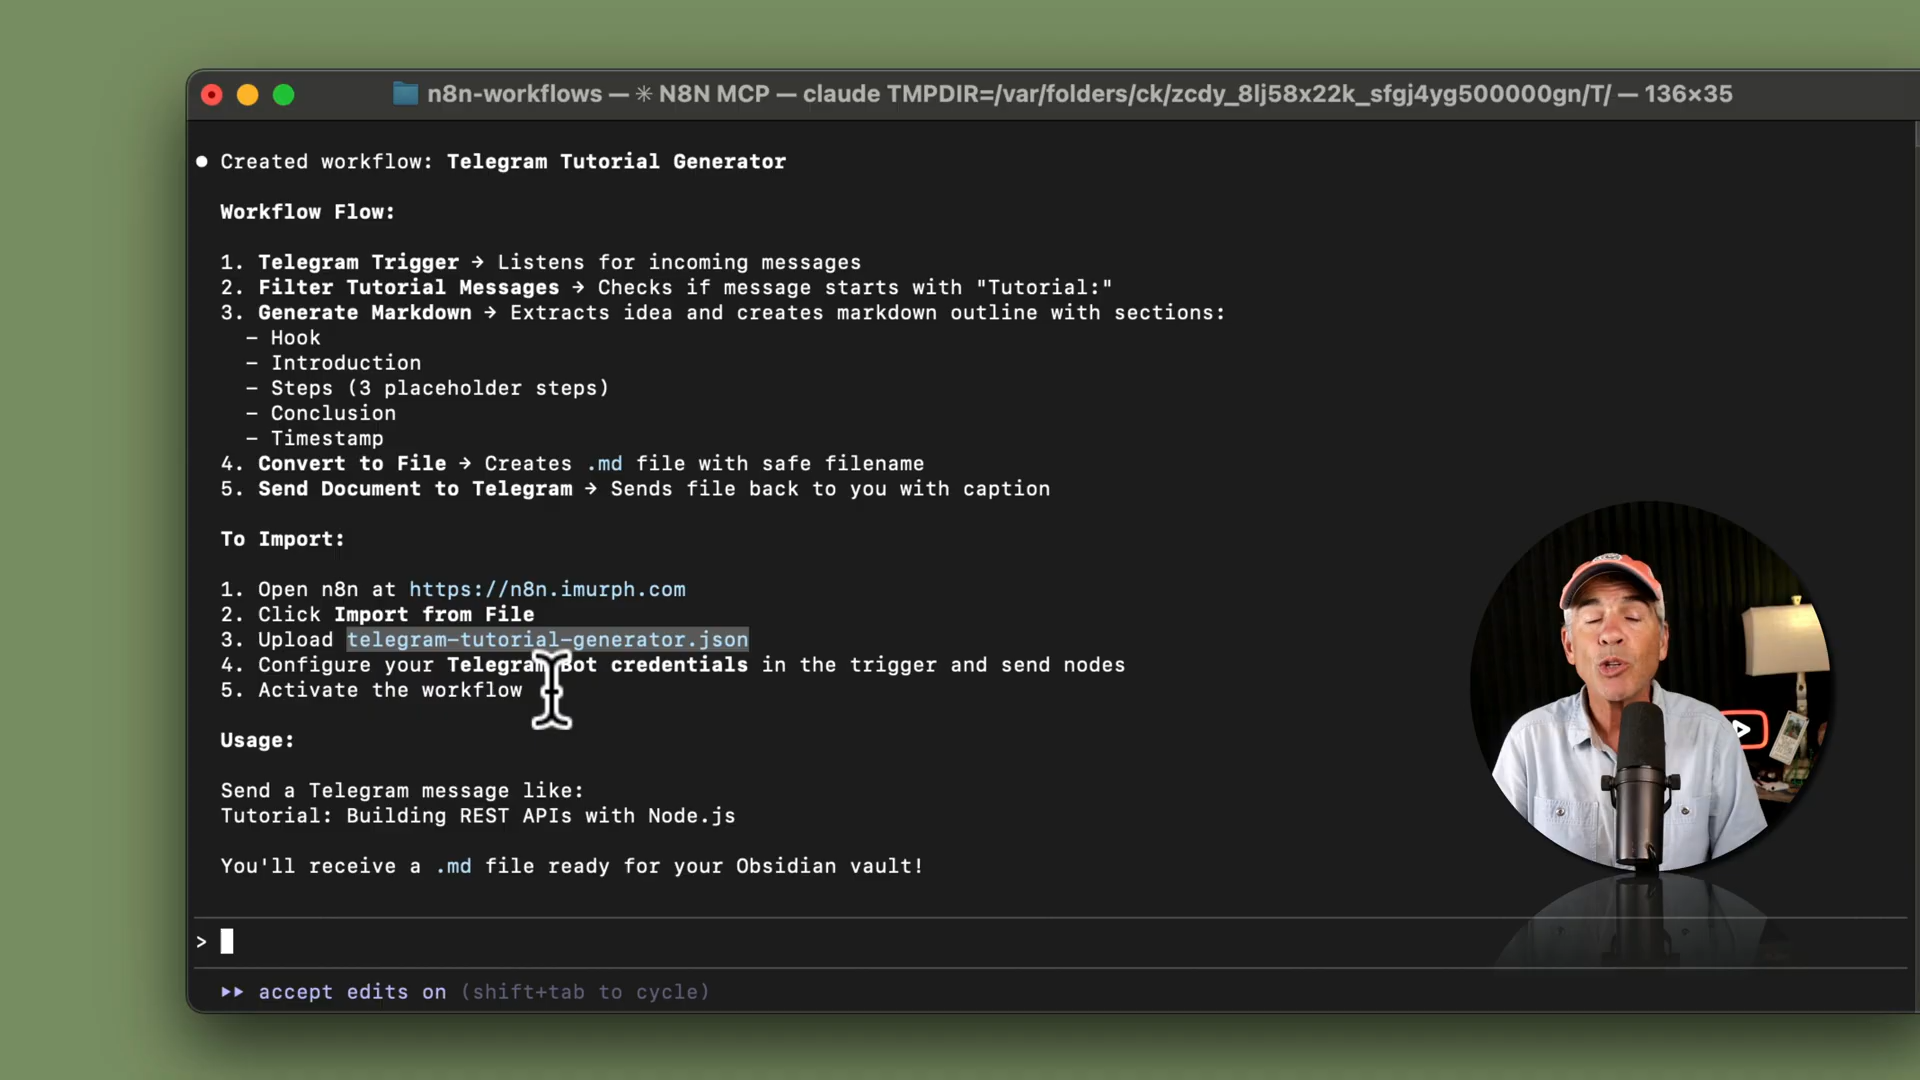 n8n-workflows — ✳ N8N MCP — claude TMPDIR=/var/folders/ck/zcdy_8lj58x22k_sfgj4yg500000gn/T/ — 136×35
● Created workflow: Telegram Tutorial Generator
Workflow Flow:
1. Telegram Trigger → Listens for incoming messages
2. Filter Tutorial Messages → Checks if message starts with "Tutorial:"
3. Generate Markdown → Extracts idea and creates markdown outline with sections:
– Hook
– Introduction
– Steps (3 placeholder steps)
– Conclusion
– Timestamp
4. Convert to File → Creates .md file with safe filename
5. Send Document to Telegram → Sends file back to you with caption
To Import:
1. Open n8n at https://n8n.imurph.com
2. Click Import from File
3. Upload telegram-tutorial-generator.json
4. Configure your Telegram Bot credentials in the trigger and send nodes
5. Activate the workflow
Usage:
Send a Telegram message like:
Tutorial: Building REST APIs with Node.js
You'll receive a .md file ready for your Obsidian vault!
>
▸▸ accept edits on (shift+tab to cycle)